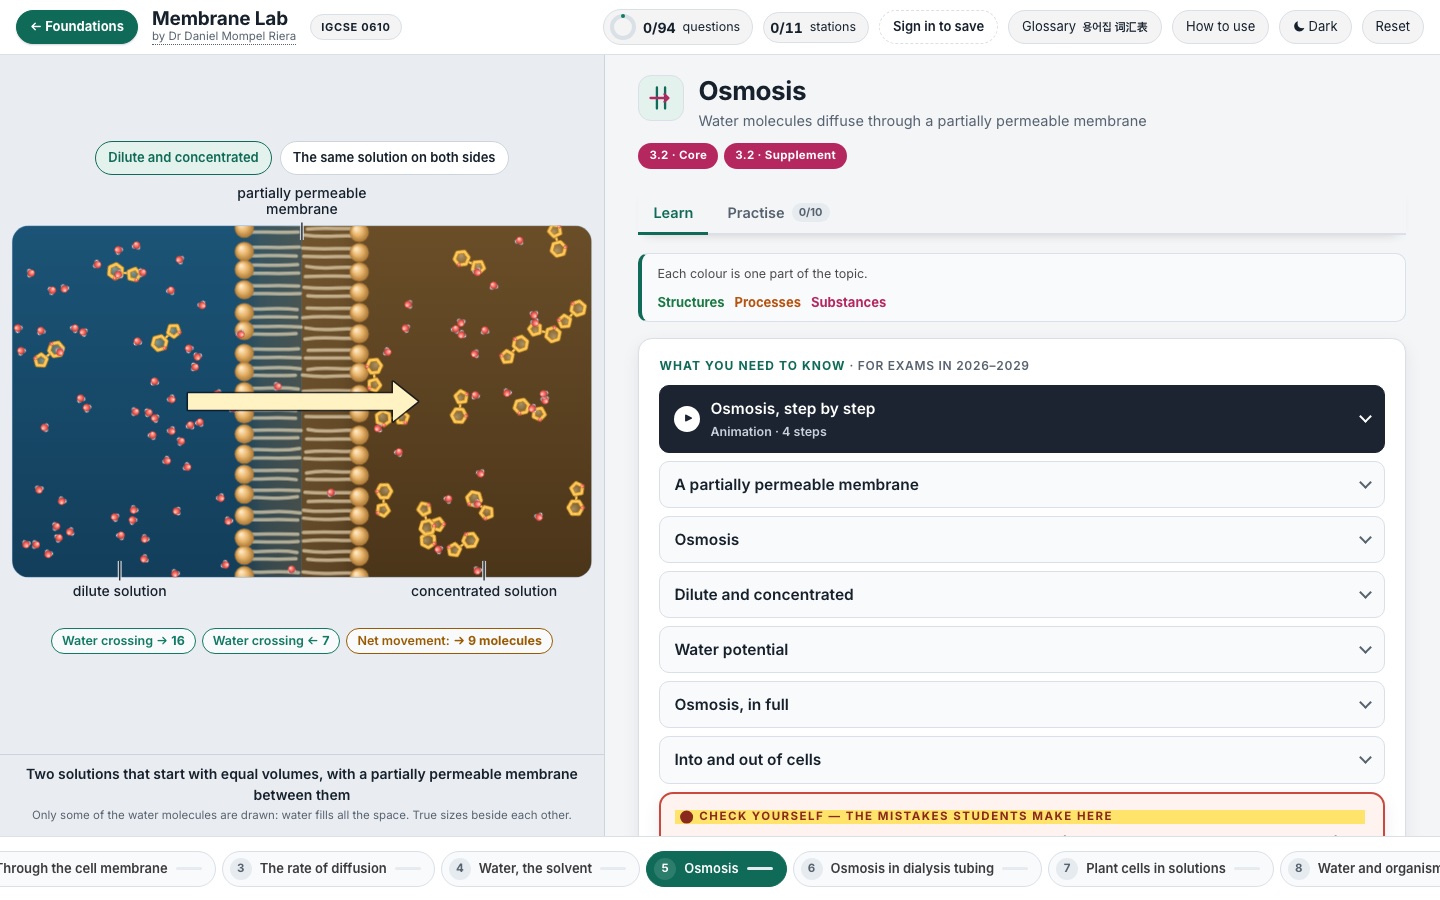 ← Foundations
Membrane Lab
by Dr Daniel Mompel Riera
IGCSE 0610
0/94 questions
0/11 stations
Sign in to save
Glossary 용어집 词汇表
How to use
Dark
Reset
Dilute and concentrated
The same solution on both sides
partially permeable
membrane
dilute solution
concentrated solution
Water crossing → 16
Water crossing ← 7
Net movement: → 9 molecules
Two solutions that start with equal volumes, with a partially permeable membrane
between them
Only some of the water molecules are drawn: water fills all the space. True sizes beside each other.
Osmosis
Water molecules diffuse through a partially permeable membrane
3.2 · Core
3.2 · Supplement
Learn
Practise 0/10
Each colour is one part of the topic.
Structures Processes Substances
WHAT YOU NEED TO KNOW · FOR EXAMS IN 2026–2029
Osmosis, step by step
Animation · 4 steps
A partially permeable membrane
Osmosis
Dilute and concentrated
Water potential
Osmosis, in full
Into and out of cells
CHECK YOURSELF — THE MISTAKES STUDENTS MAKE HERE
Through the cell membrane
3 The rate of diffusion
4 Water, the solvent
5 Osmosis
6 Osmosis in dialysis tubing
7 Plant cells in solutions
8 Water and organism